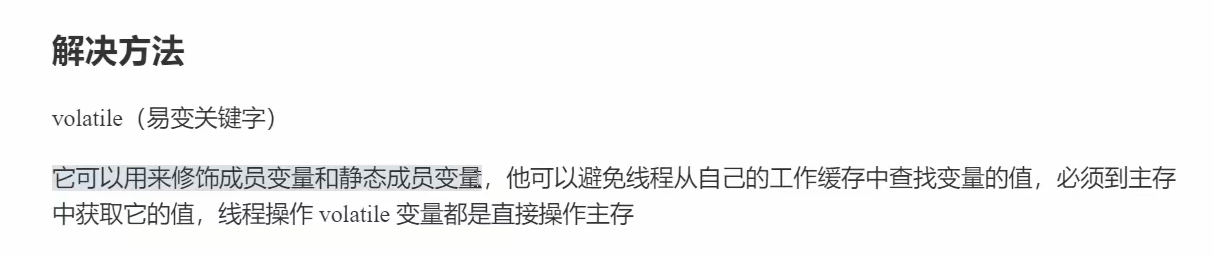 解决方法
volatile（易变关键字）
它可以用来修饰成员变量和静态成员变量，他可以避免线程从自己的工作缓存中查找变量的值，必须到主存
中获取它的值，线程操作 volatile 变量都是直接操作主存